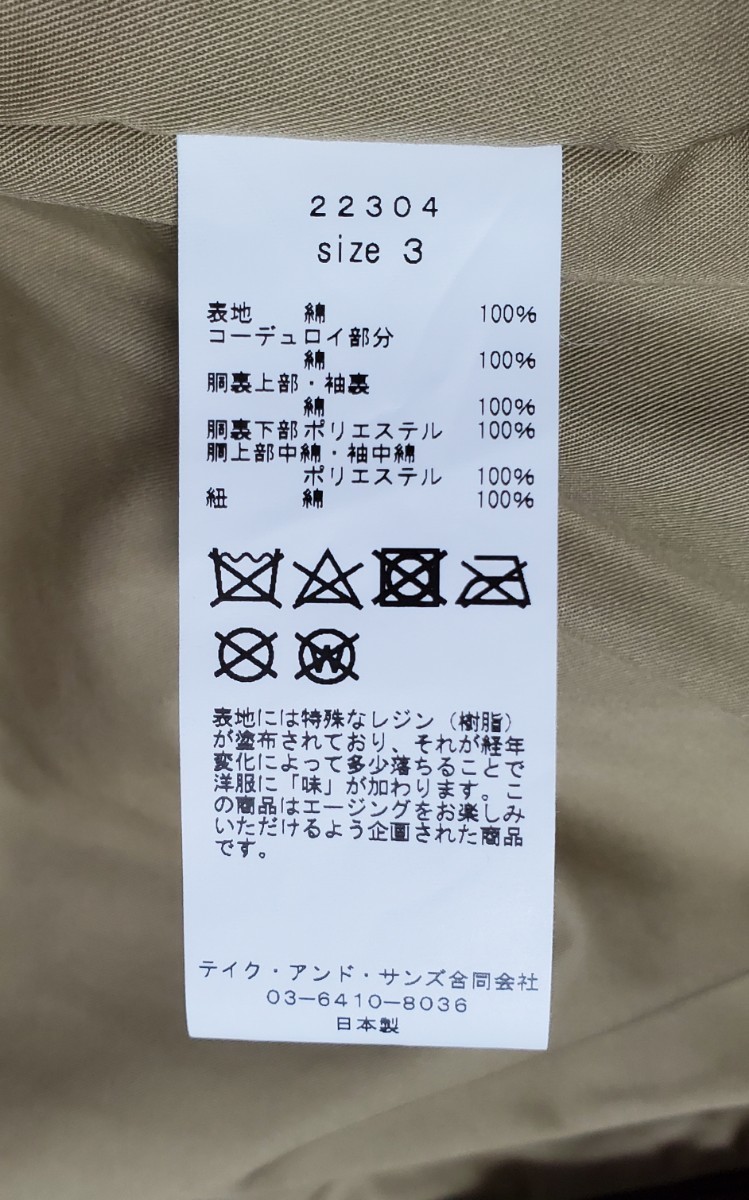 22304
size 3
表地 綿 100%
コーデュロイ部分
綿 100%
胴裏上部・袖裏
綿 100%
胴裏下部 ポリエステル 100%
胴上部中綿・袖中綿
ポリエステル 100%
紐 綿 100%
W
表地には特殊なレジン（樹脂）
が塗布されており、それが経年
変化によって多少落ちることで
洋服に「味」が加わります。こ
の商品はエージングをお楽しみ
いただけるよう企画された商品
です。
テイク・アンド・サンズ合同会社
03-6410-8036
日本製